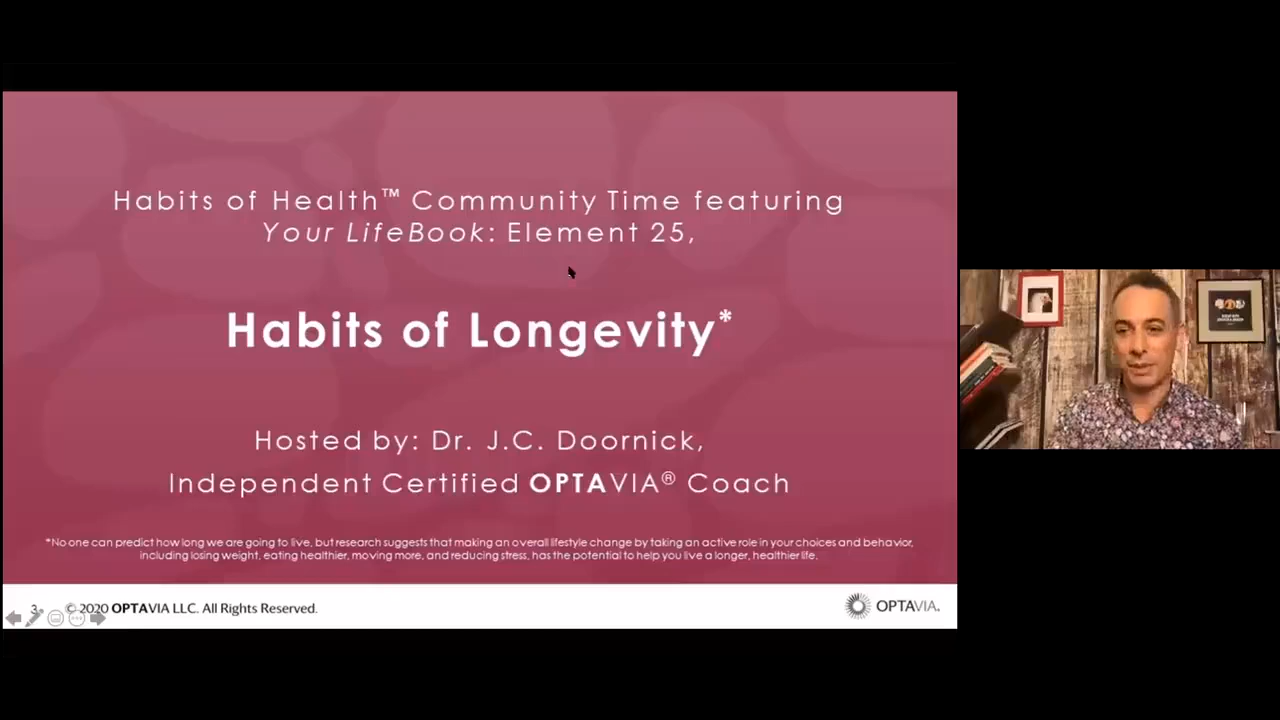 Habits of Health™ Community Time featuring
Your LifeBook: Element 25,
Habits of Longevity*
Hosted by: Dr. J.C. Doornick,
Independent Certified OPTAVIA® Coach
*No one can predict how long we are going to live, but research suggests that making an overall lifestyle change by taking an active role in your choices and behavior,
including losing weight, eating healthier, moving more, and reducing stress, has the potential to help you live a longer, healthier life.
3 © 2020 OPTAVIA LLC. All Rights Reserved.
OPTAVIA.